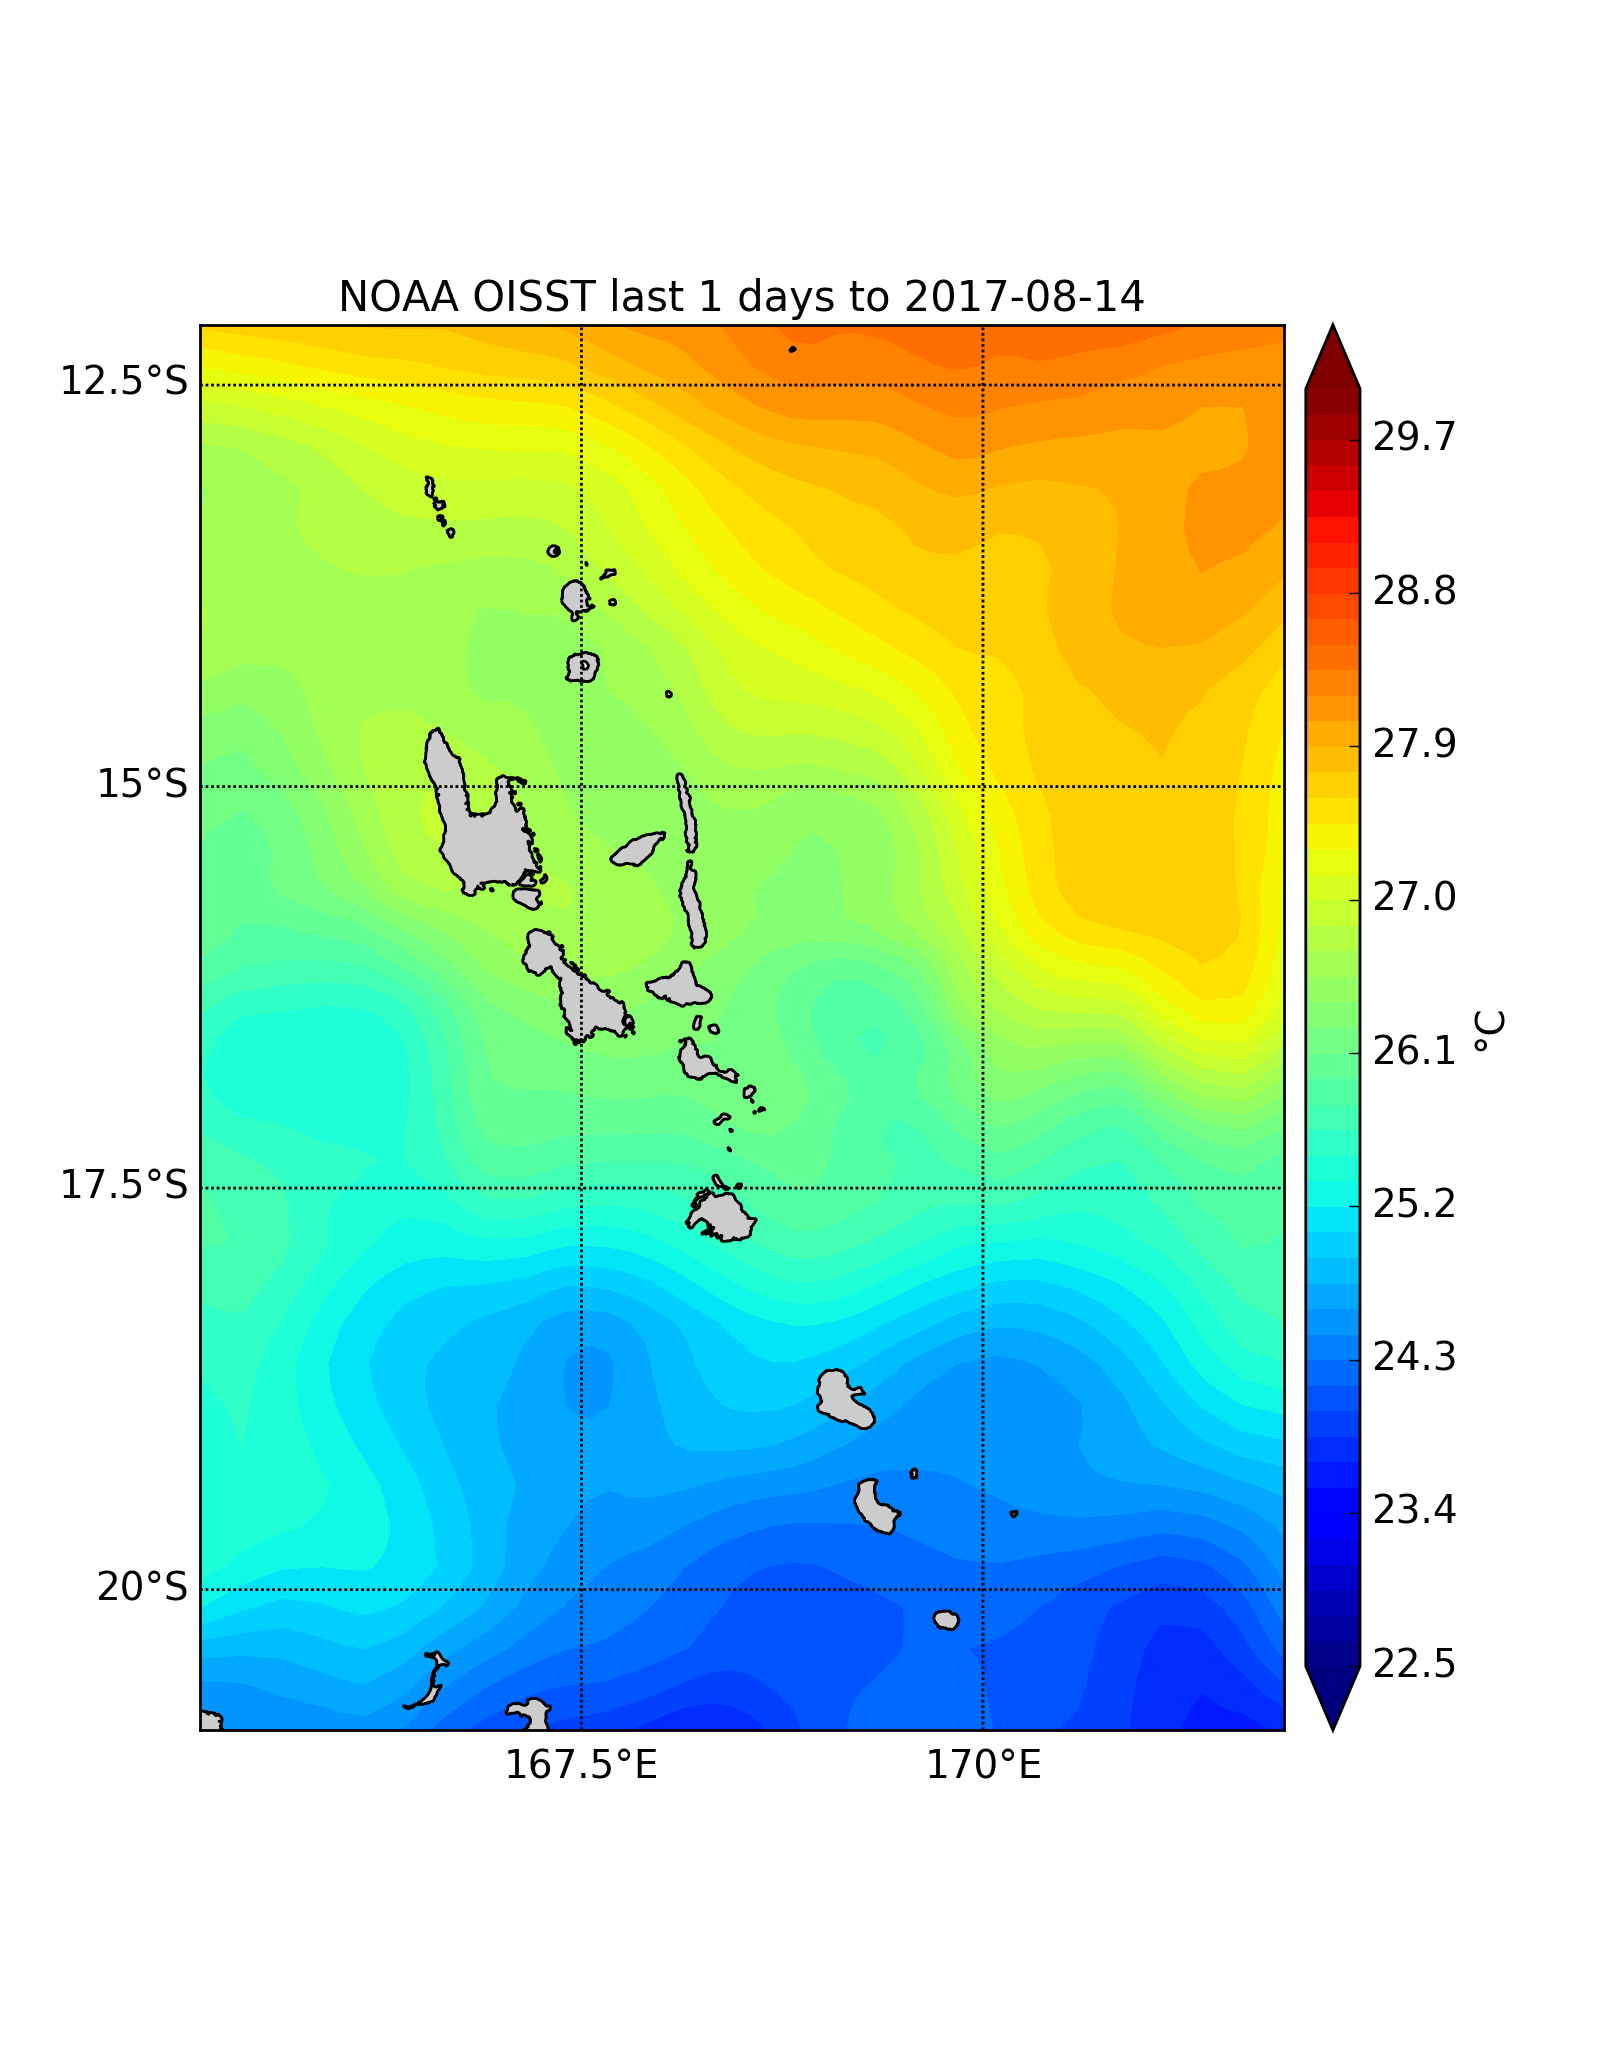 NOAA OISST last 1 days to 2017-08-14
12.5°S
15°S
17.5°S
20°S
167.5°E
170°E
29.7
28.8
27.9
27.0
26.1
25.2
24.3
23.4
22.5
°C